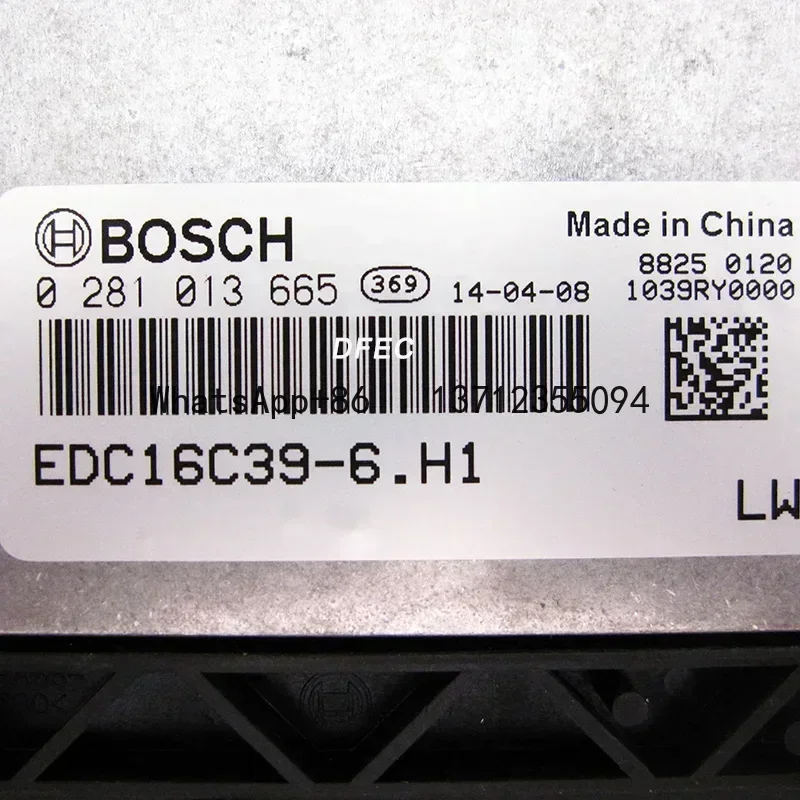 BOSCH
Made in China
0 281 013 665 369 14-04-08
8825 0120
1039RY0000
DFEC
WhatsApp+86 13712355094
EDC16C39-6.H1
LW